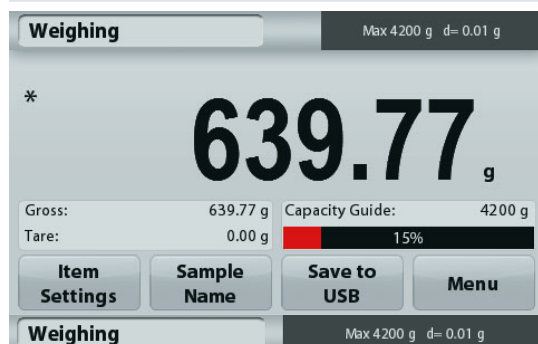 Weighing Max 4200 g d= 0.01 g
*
639.77 g
Gross: 639.77 g Capacity Guide: 4200 g
Tare: 0.00 g 15%
Item Settings Sample Name Save to USB Menu
Weighing Max 4200 g d= 0.01 g